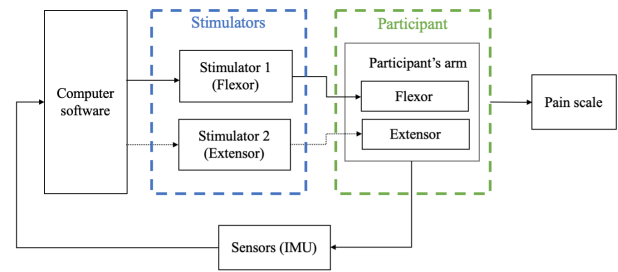 Stimulators
Participant
Computer
software
Stimulator 1
(Flexor)
Stimulator 2
(Extensor)
Participant's arm
Flexor
Extensor
Pain scale
Sensors (IMU)